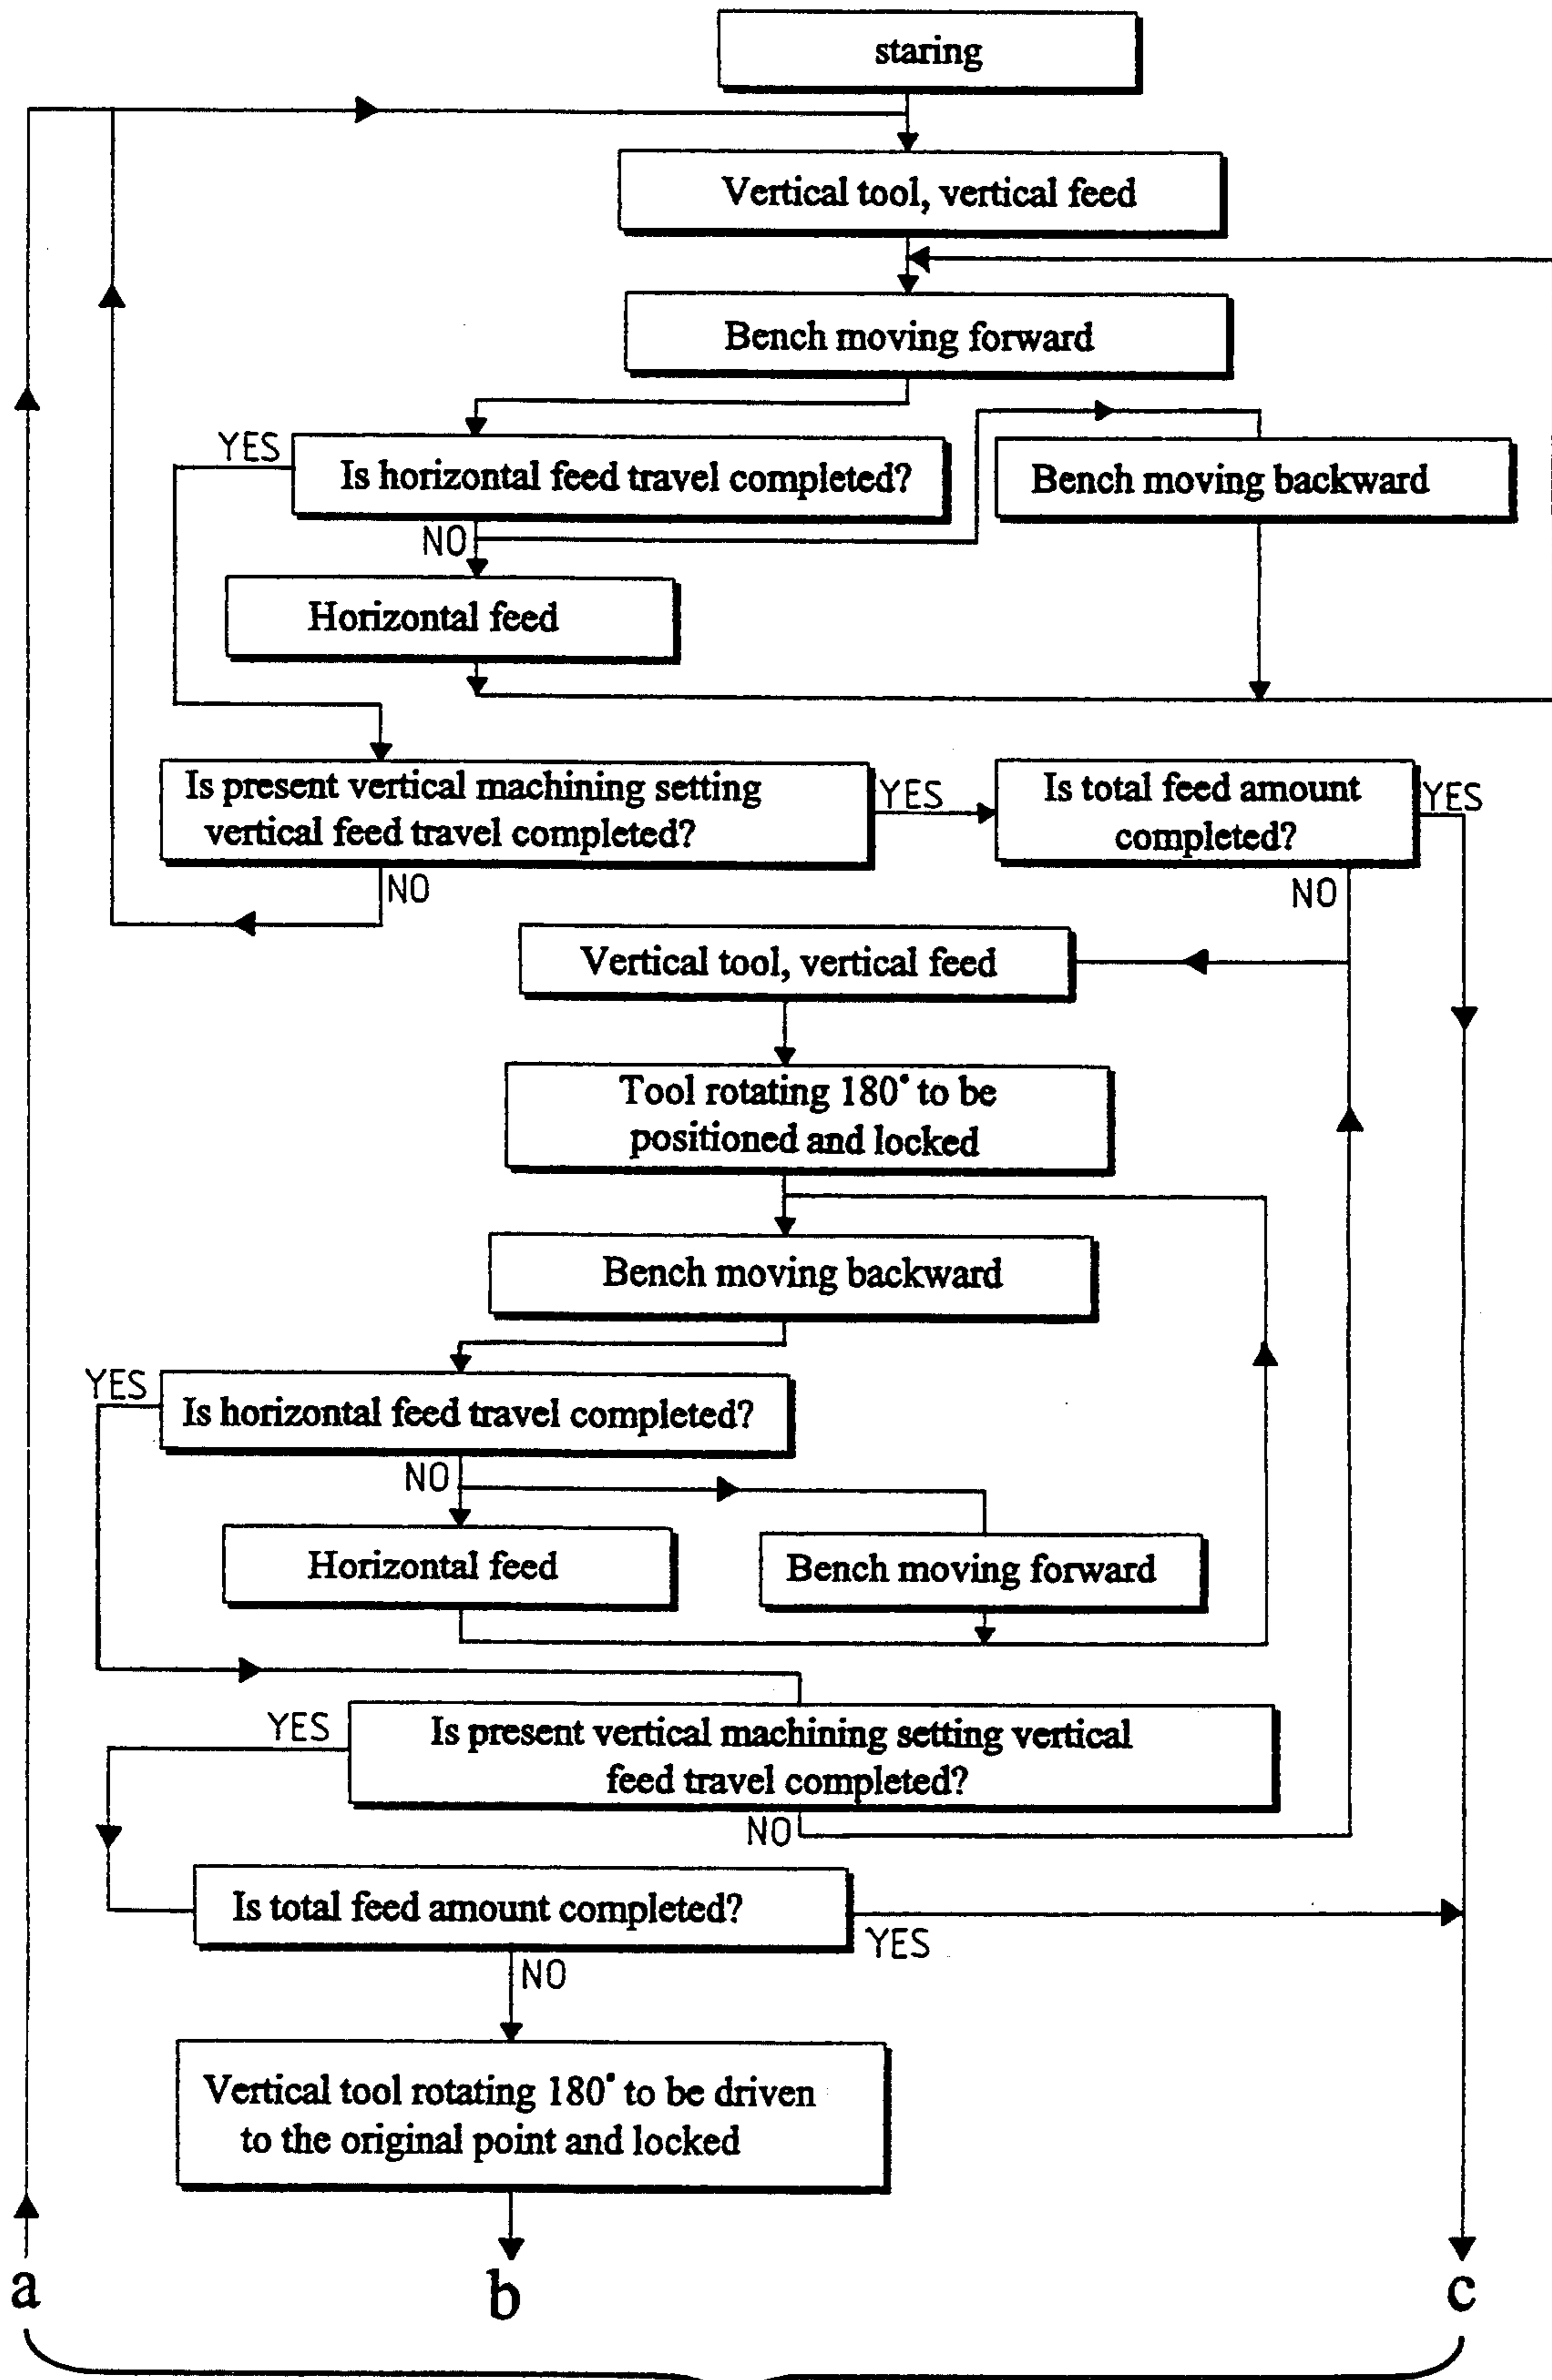 staring
Vertical tool, vertical feed
Bench moving forward
YES
Is horizontal feed travel completed?
Bench moving backward
NO
Horizontal feed
Is present vertical machining setting
vertical feed travel completed?
YES
Is total feed amount
completed?
YES
NO
NO
Vertical tool, vertical feed
Tool rotating 180° to be
positioned and locked
Bench moving backward
YES
Is horizontal feed travel completed?
NO
Horizontal feed
Bench moving forward
YES
Is present vertical machining setting vertical
feed travel completed?
NO
Is total feed amount completed?
YES
NO
Vertical tool rotating 180° to be driven
to the original point and locked
a
b
c